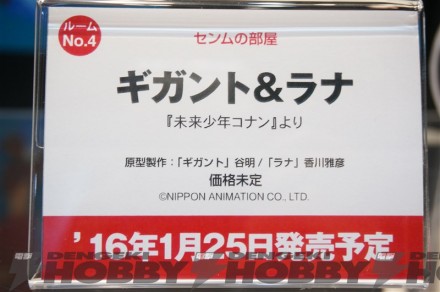 ルーム
No.4
センムの部屋
ギガント&ラナ
『未来少年コナン』より
原型製作：「ギガント」谷明/「ラナ」香川雅彦
価格未定
©NIPPON ANIMATION CO., LTD.
’16年1月25日発売予定
電撃 DENGEKI HOBBY